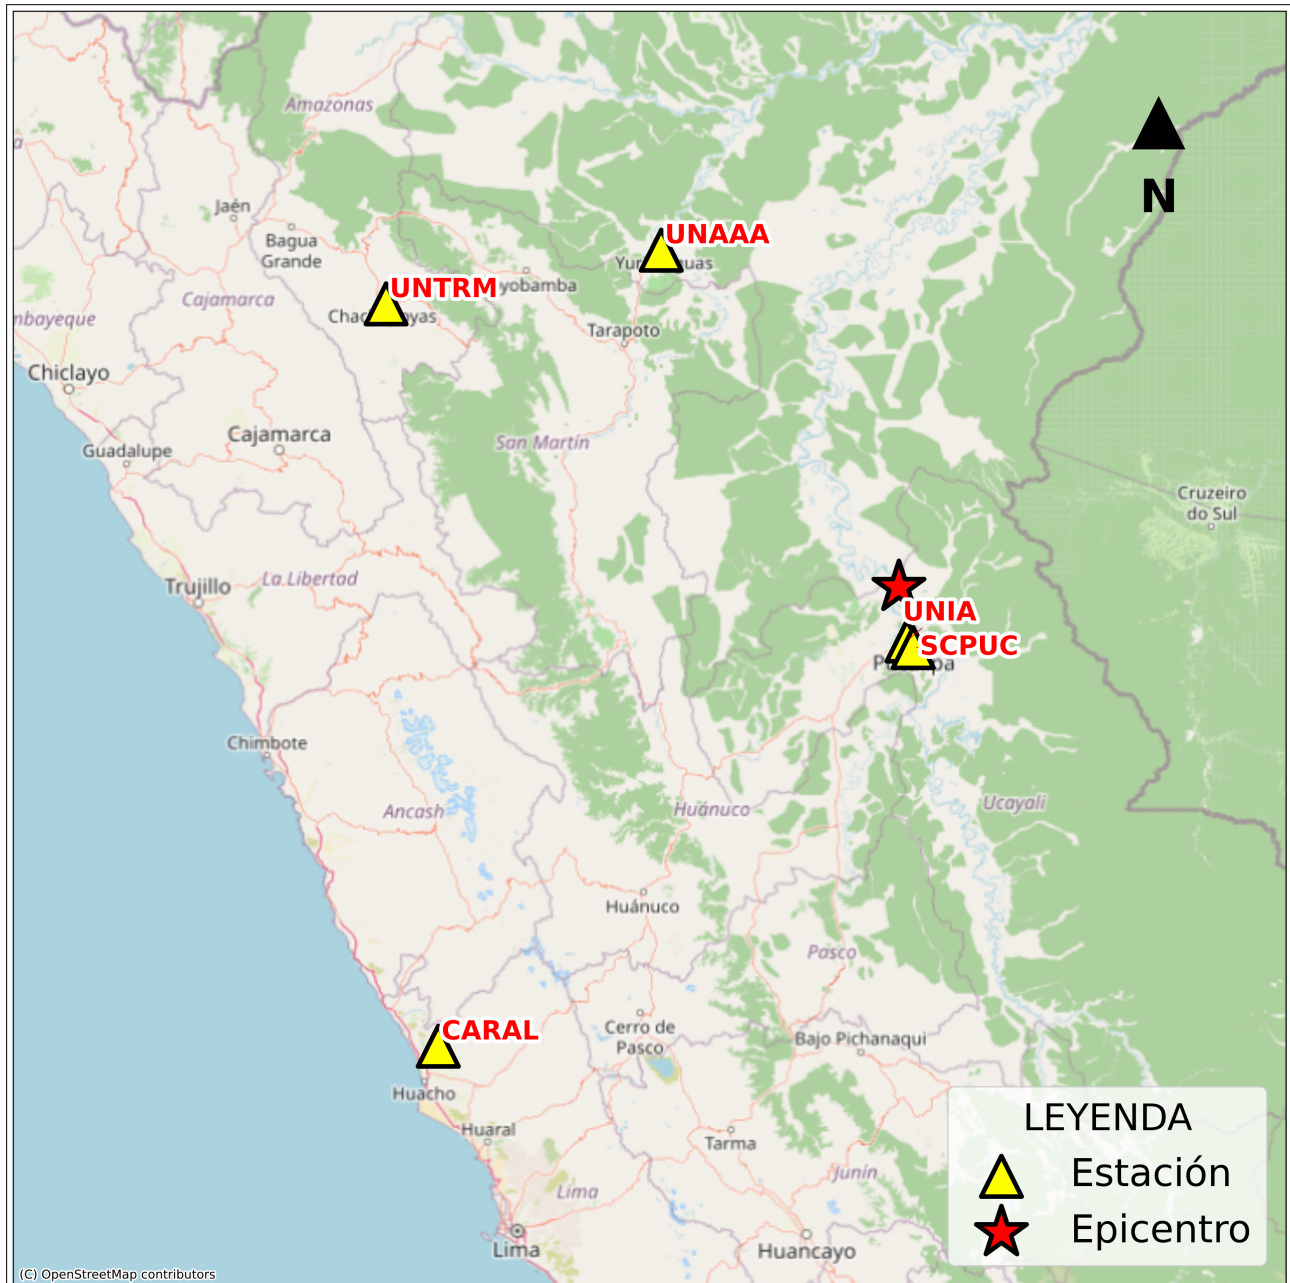 Amazonas
N
Jaén
UNAAA
Bagua
Grande
UNTRM
Cajamarca
Tarapoto
Chiclayo
Cajamarca
San Martín
Guadalupe
Cruzeiro
do Sul
Trujillo
La Libertad
UNIA
SCPUC
Chimbote
Ancash
Huánuco
Ucayali
Huánuco
Pasco
CARAL
Cerro de
Pasco
Bajo Pichanaqui
Huacho
Huaral
Tarma
Lima
Junín
Lima
Huancayo
LEYENDA
Estación
Epicentro
(C) OpenStreetMap contributors